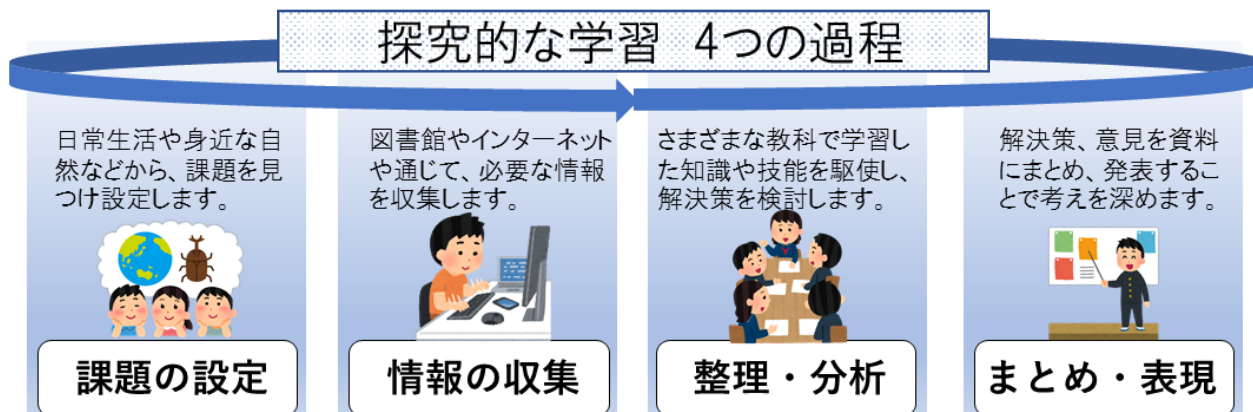 探究的な学習 4つの過程
日常生活や身近な自
然などから、課題を見
つけ設定します。
課題の設定
図書館やインターネット
や通じて、必要な情報
を収集します。
情報の収集
さまざまな教科で学習し
た知識や技能を駆使し、
解決策を検討します。
整理・分析
解決策、意見を資料
にまとめ、発表するこ
とで考えを深めます。
まとめ・表現